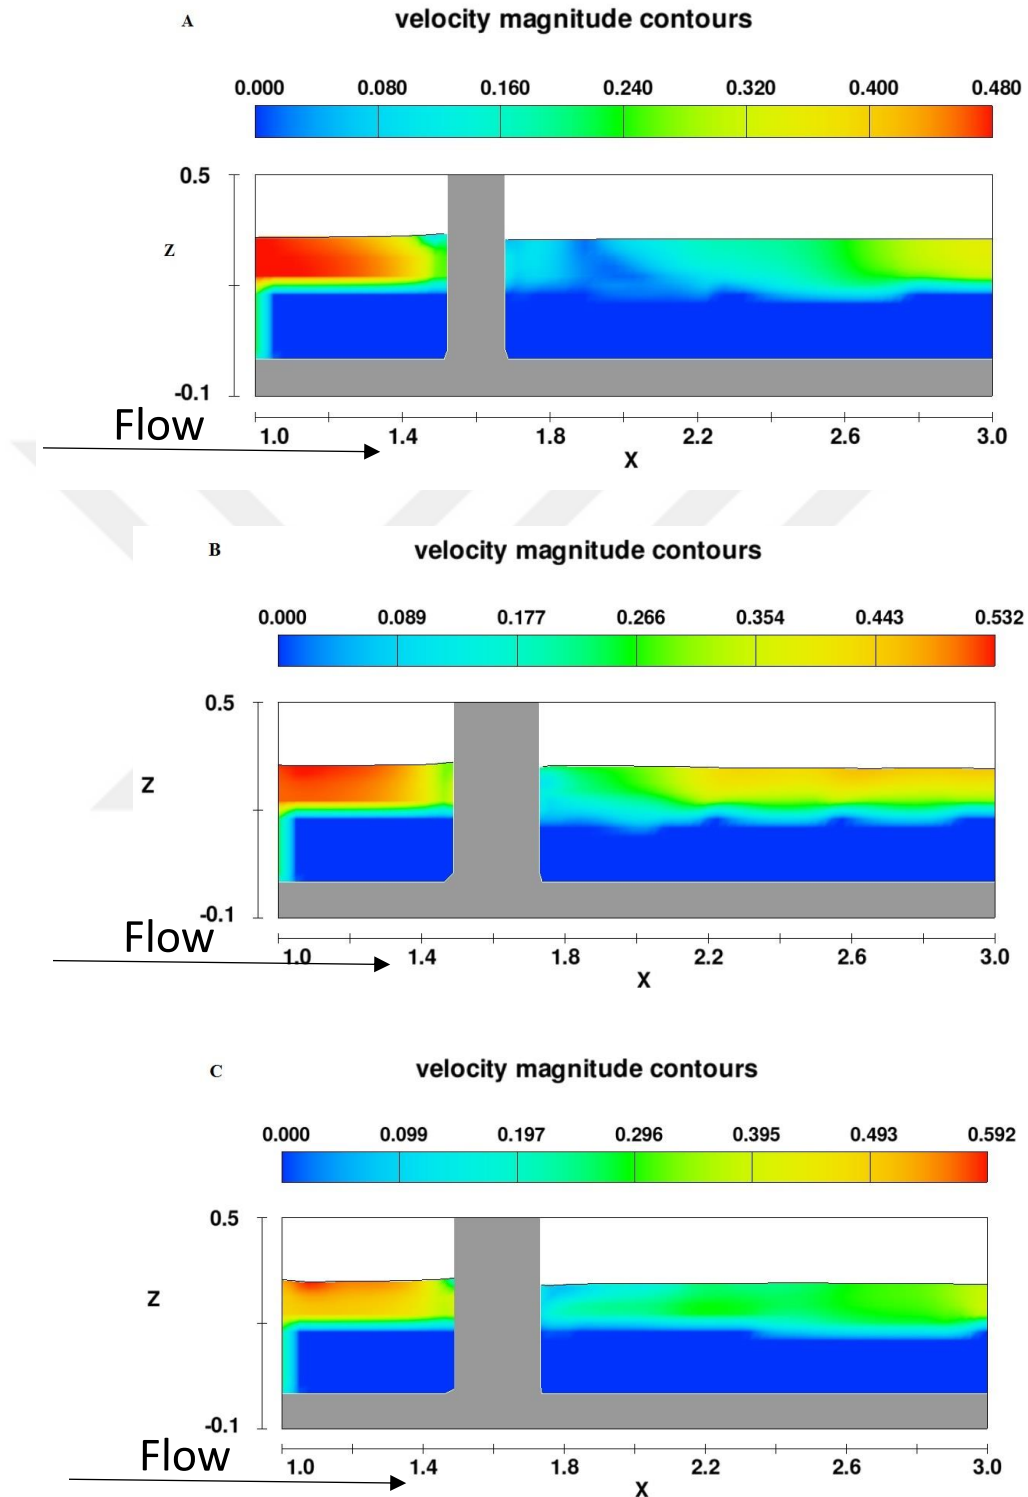 A
velocity magnitude contours
0.000 0.080 0.160 0.240 0.320 0.400 0.480
0.5
Z
-0.1
Flow
1.0 1.4 1.8 2.2 2.6 3.0
X
B
velocity magnitude contours
0.000 0.089 0.177 0.266 0.354 0.443 0.532
0.5
Z
-0.1
Flow
1.0 1.4 1.8 2.2 2.6 3.0
X
C
velocity magnitude contours
0.000 0.099 0.197 0.296 0.395 0.493 0.592
0.5
Z
-0.1
Flow
1.0 1.4 1.8 2.2 2.6 3.0
X